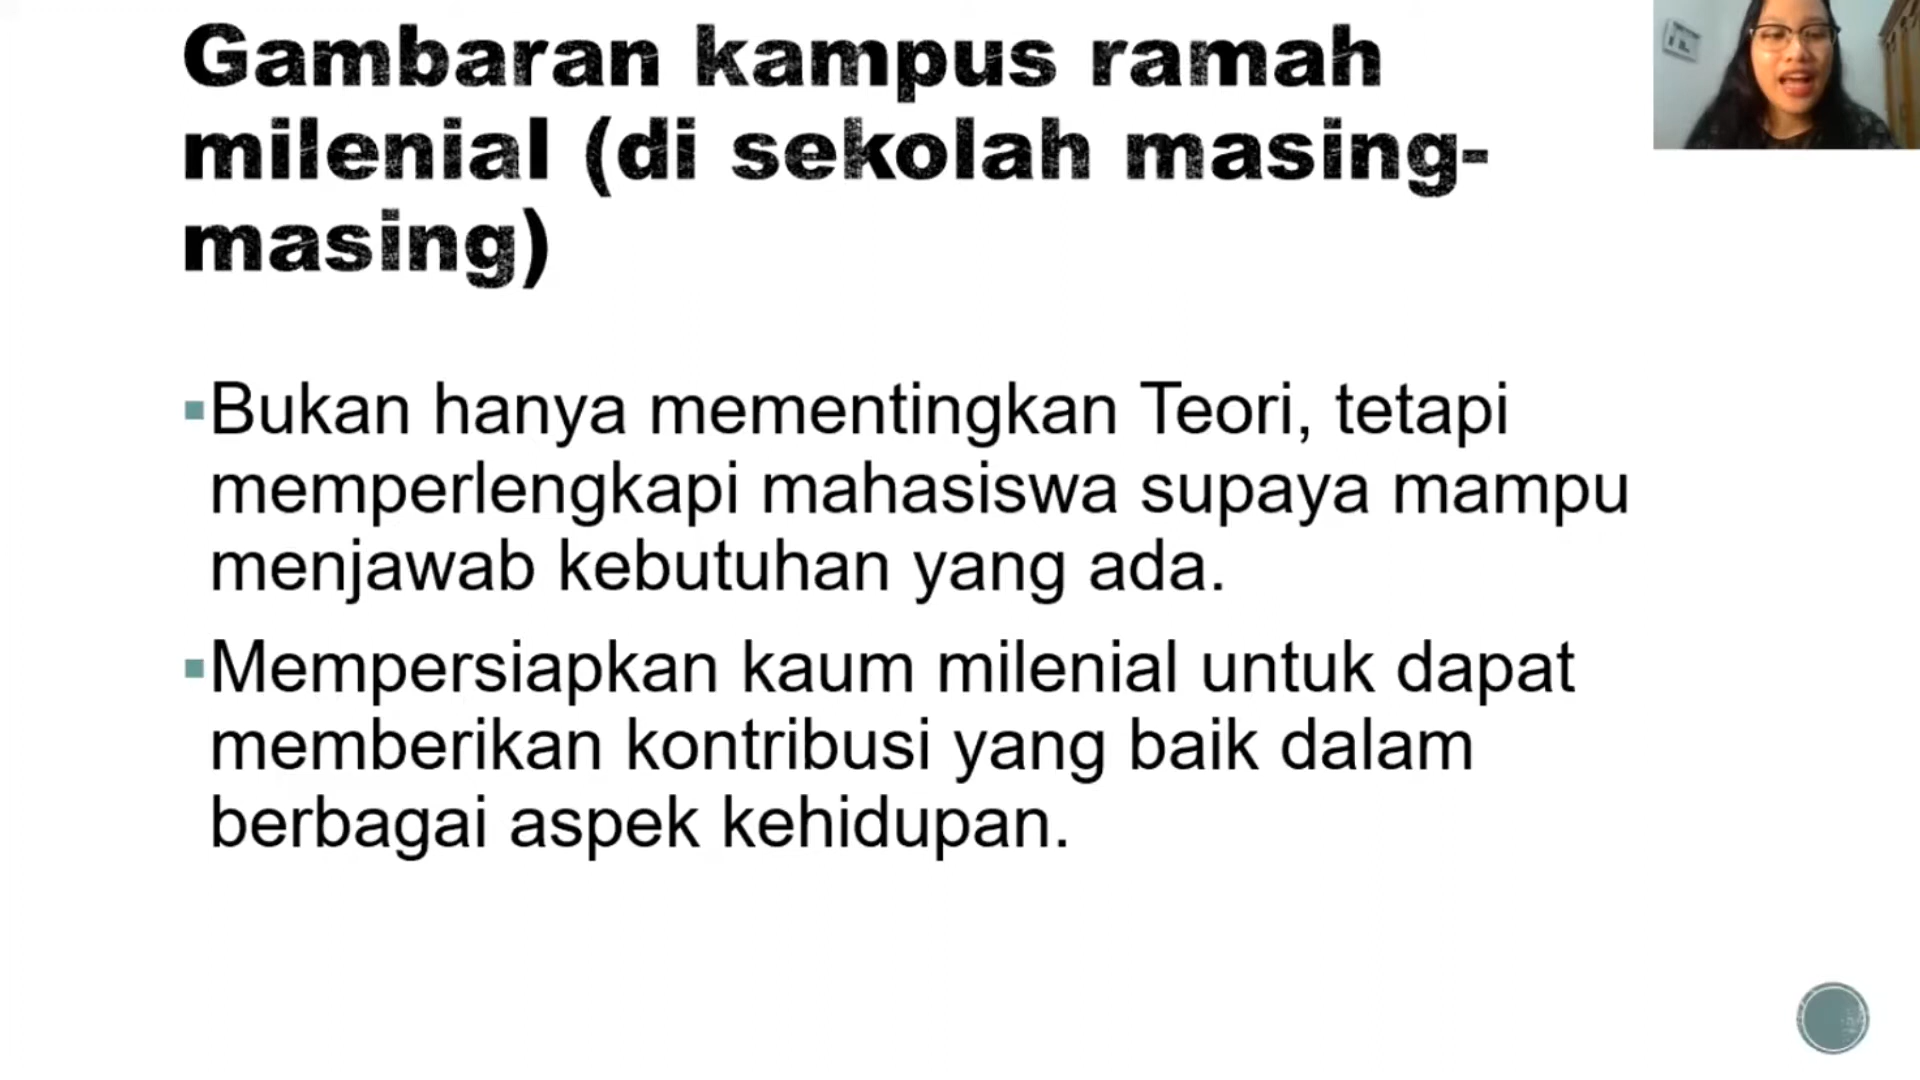 Gambaran kampus ramah
milenial (di sekolah masing-
masing)
▪Bukan hanya mementingkan Teori, tetapi
memperlengkapi mahasiswa supaya mampu
menjawab kebutuhan yang ada.
▪Mempersiapkan kaum milenial untuk dapat
memberikan kontribusi yang baik dalam
berbagai aspek kehidupan.